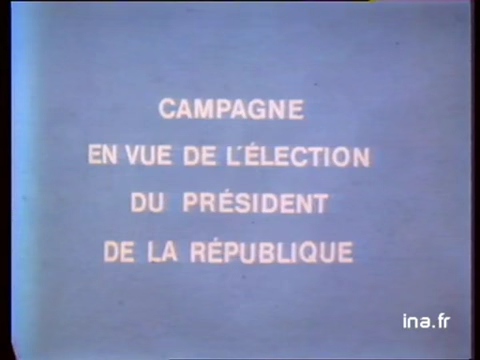 CAMPAGNE
EN VUE DE L'ÉLECTION
DU PRÉSIDENT
DE LA RÉPUBLIQUE
ina.fr